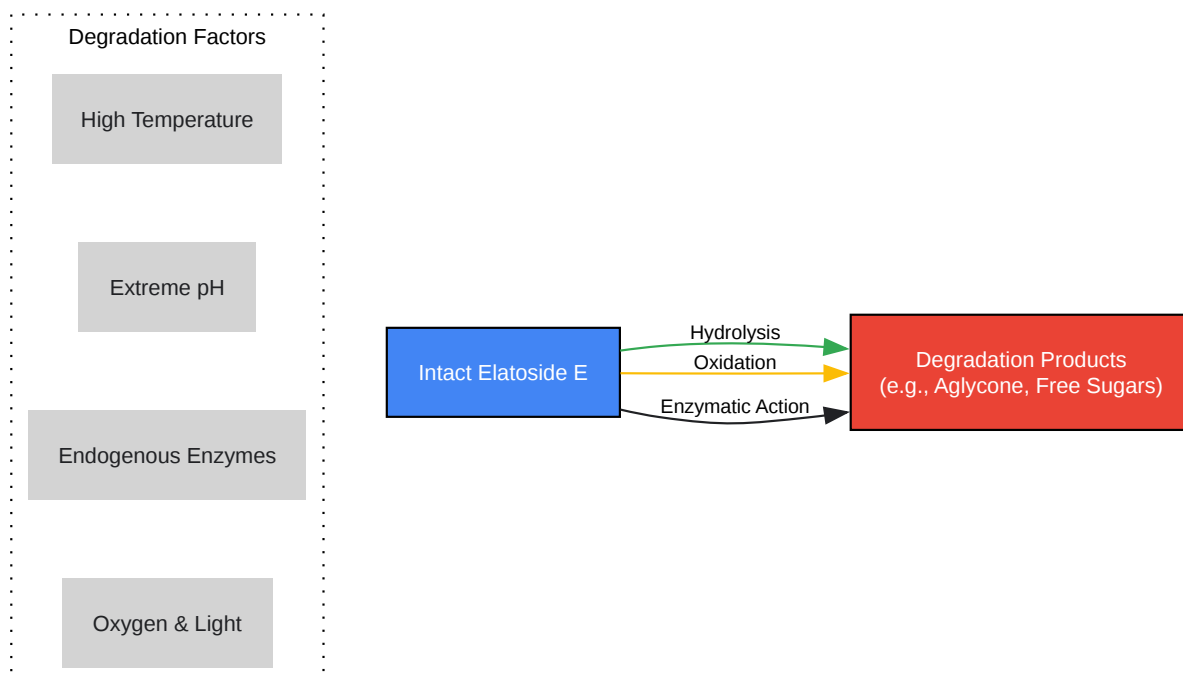 Degradation Factors
High Temperature
Extreme pH
Endogenous Enzymes
Oxygen & Light
Intact Elatoside E
Hydrolysis
Oxidation
Enzymatic Action
Degradation Products
(e.g., Aglycone, Free Sugars)